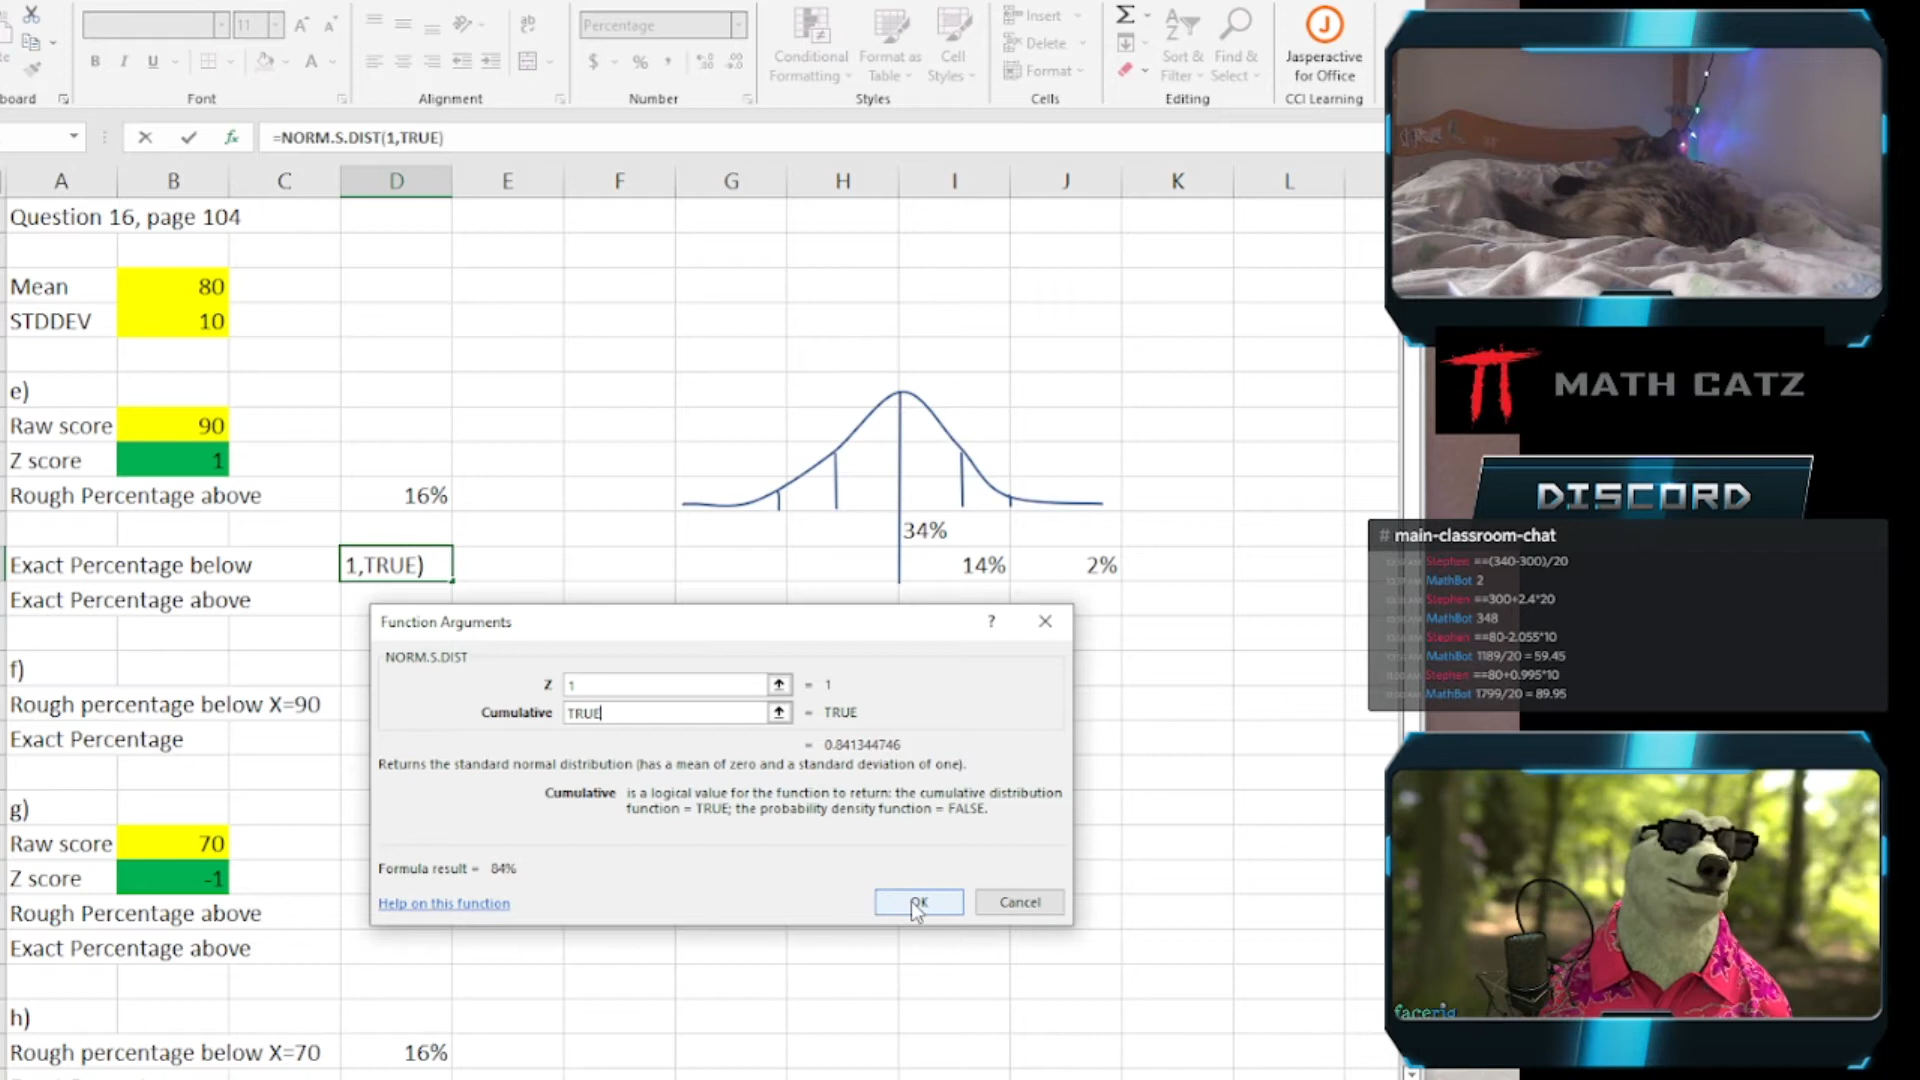 11
Percentage
Conditional Formatting
Format as Table
Cell Styles
Insert
Delete
Format
Sort & Filter
Find & Select
Jasperactive for Office
board
Font
Alignment
Number
Styles
Cells
Editing
CCI Learning
=NORM.S.DIST(1,TRUE)
A B C D E F G H I J K L
Question 16, page 104
Mean 80
STDDEV 10
e)
Raw score 90
Z score 1
Rough Percentage above 16%
34%
Exact Percentage below 1,TRUE) 14% 2%
Exact Percentage above
f)
Rough percentage below X=90
Exact Percentage
g)
Raw score 70
Z score -1
Rough Percentage above
Exact Percentage above
h)
Rough percentage below X=70 16%
Function Arguments ?
NORM.S.DIST
Z 1 = 1
Cumulative TRUE = TRUE
= 0.841344746
Returns the standard normal distribution (has a mean of zero and a standard deviation of one).
Cumulative is a logical value for the function to return: the cumulative distribution
function = TRUE; the probability density function = FALSE.
Formula result = 84%
Help on this function OK Cancel
π MATH CATZ
DISCORD
# main-classroom-chat
Stephen ==(340-300)/20
MathBot 2
Stephen ==300+2.4*20
MathBot 348
Stephen ==80-2.055*10
MathBot 1189/20 = 59.45
Stephen ==80+0.995*10
MathBot 1799/20 = 89.95
facerig